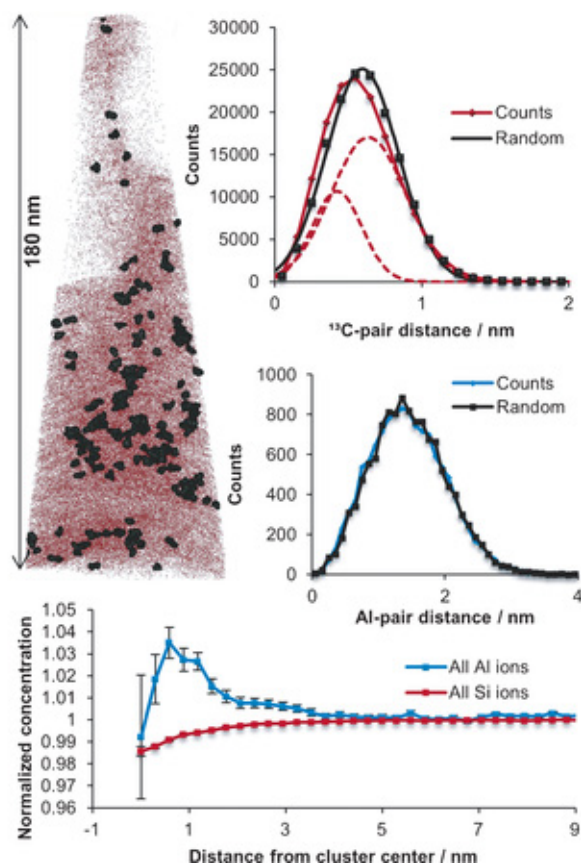 180 nm
30000
25000
20000
15000
10000
5000
0
Counts
Counts
Random
0
1
2
¹³C-pair distance / nm
1000
800
600
400
200
0
Counts
Counts
Random
0
2
4
Al-pair distance / nm
1.05
1.04
1.03
1.02
1.01
1
0.99
0.98
0.97
0.96
Normalized concentration
All Al ions
All Si ions
-1
1
3
5
7
9
Distance from cluster center / nm